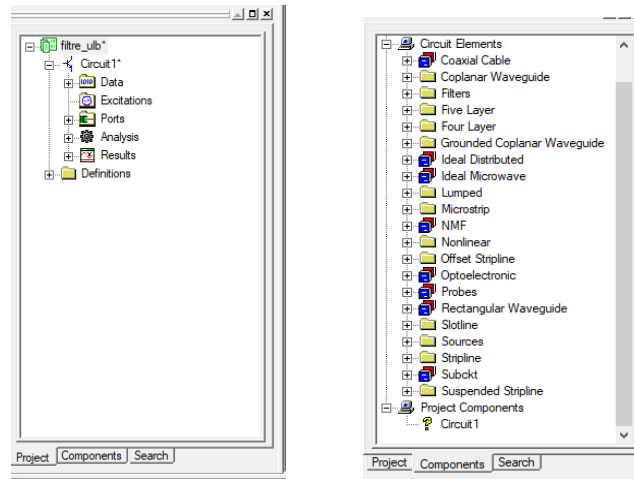 filtre_ulb*
Circuit1*
Data
Excitations
Ports
Analysis
Results
Definitions
Project
Components
Search
Circuit Elements
Coaxial Cable
Coplanar Waveguide
Filters
Five Layer
Four Layer
Grounded Coplanar Waveguide
Ideal Distributed
Ideal Microwave
Lumped
Microstrip
NMF
Nonlinear
Offset Stripline
Optoelectronic
Probes
Rectangular Waveguide
Slotline
Sources
Stripline
Subckt
Suspended Stripline
Project Components
Circuit1
Project
Components
Search